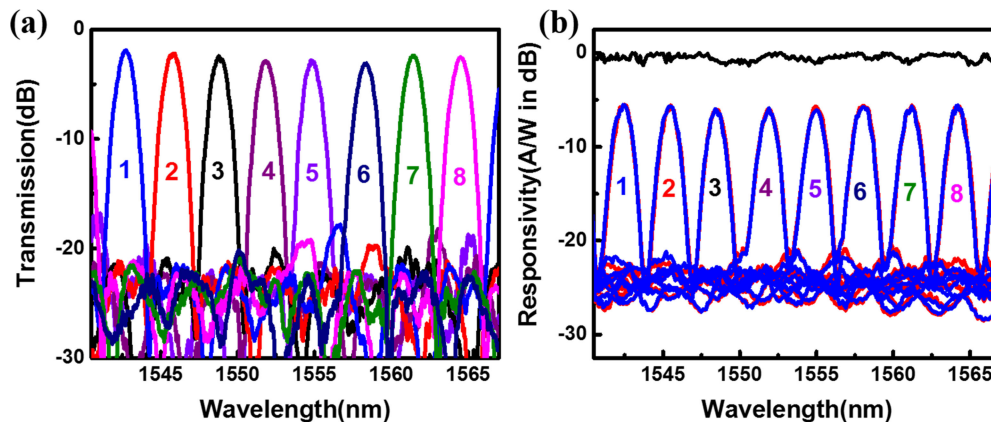 (a)
Transmission(dB)
0
-10
-20
-30
1 2 3 4 5 6 7 8
1545 1550 1555 1560 1565
Wavelength(nm)
(b)
Responsivity(A/W in dB)
0
-10
-20
-30
1 2 3 4 5 6 7 8
1545 1550 1555 1560 1565
Wavelength(nm)